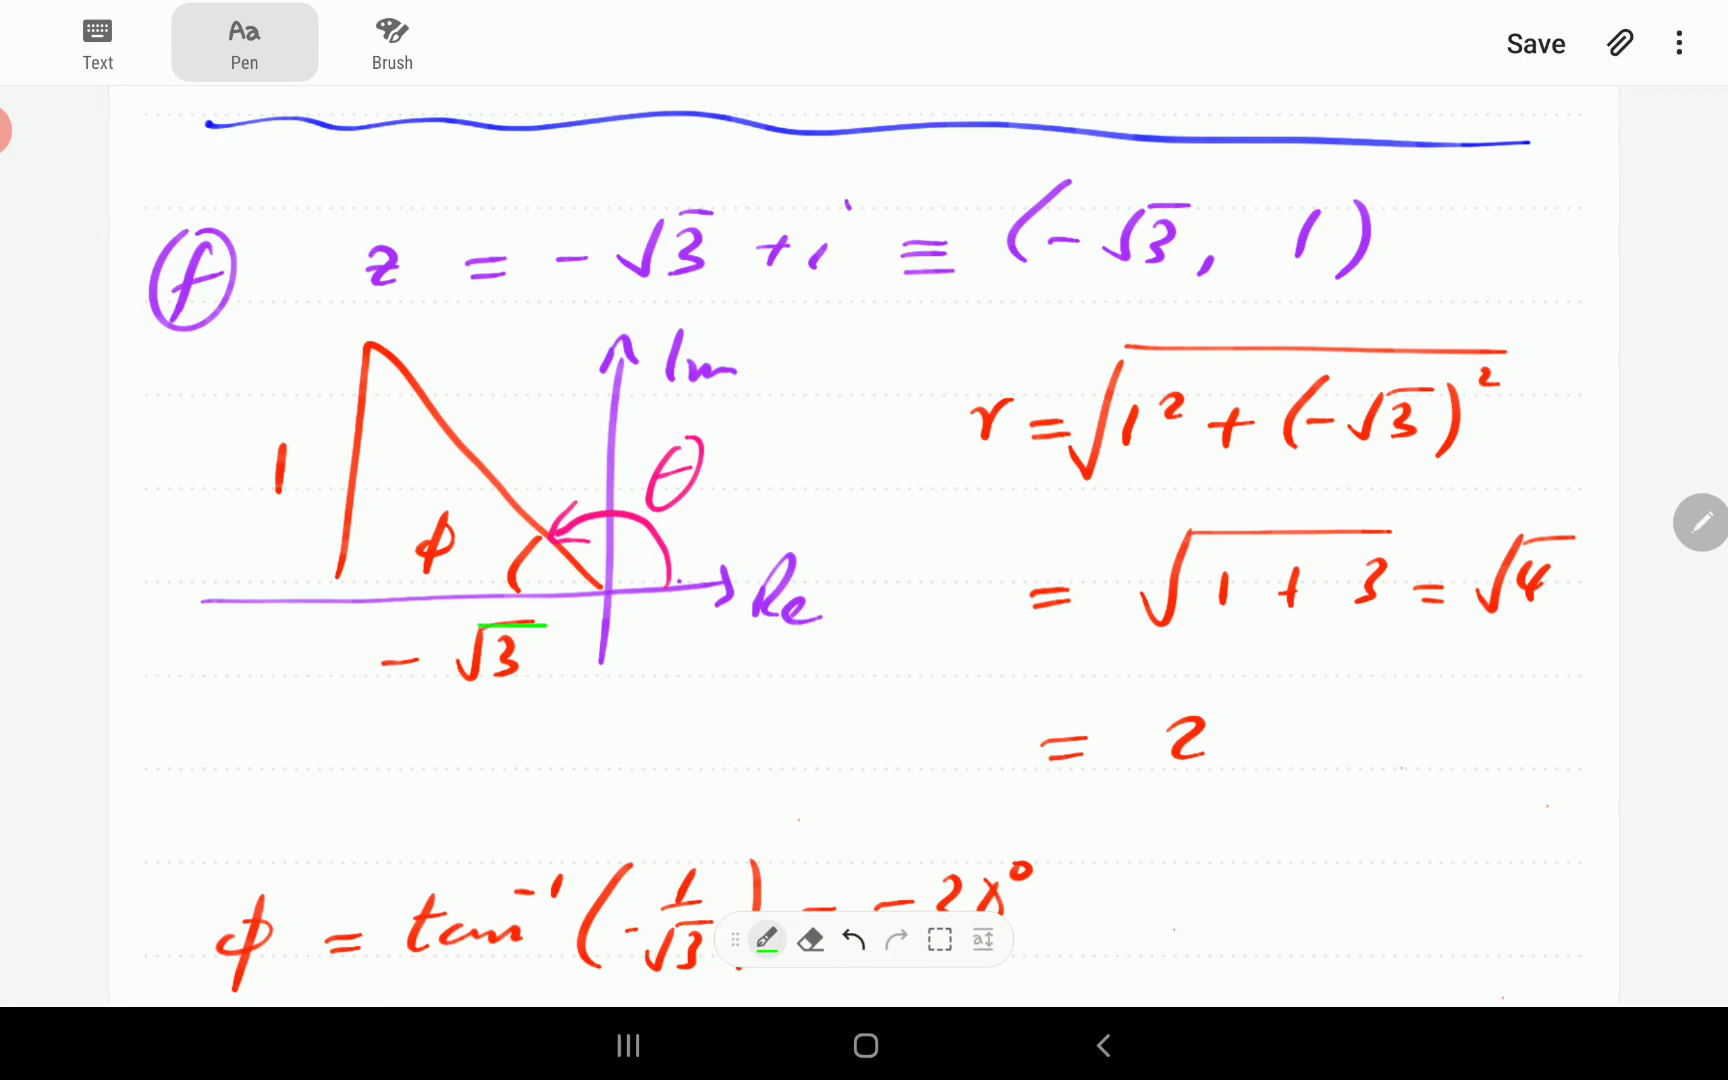 Text Pen Brush Save
f z = - √3 + i ≡ (-√3, 1)
Im
1 φ θ Re
- √3
r = √(1² + (-√3)²)
= √(1 + 3) = √4
= 2
φ = tan⁻¹ (1/-√3) = -2